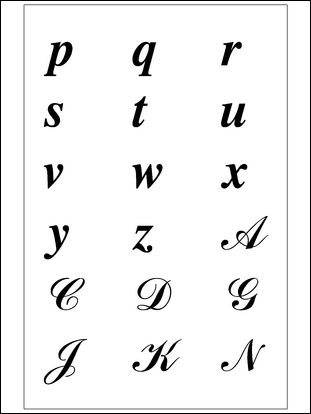 p q r
s t u
v w x
y z 𝒜
𝒞 𝒟 𝒢
𝒥 𝒦 𝒩